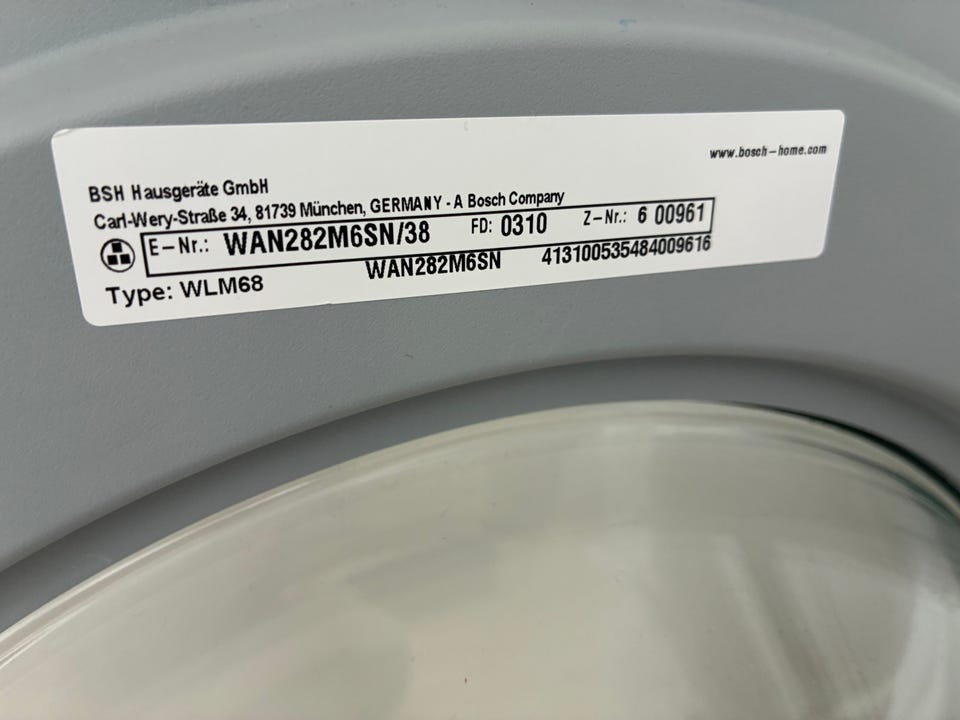 www.bosch-home.com
BSH Hausgeräte GmbH
Carl-Wery-Straße 34, 81739 München, GERMANY - A Bosch Company
E-Nr.: WAN282M6SN/38 FD: 0310 Z-Nr.: 6 00961
Type: WLM68 WAN282M6SN 413100535484009616